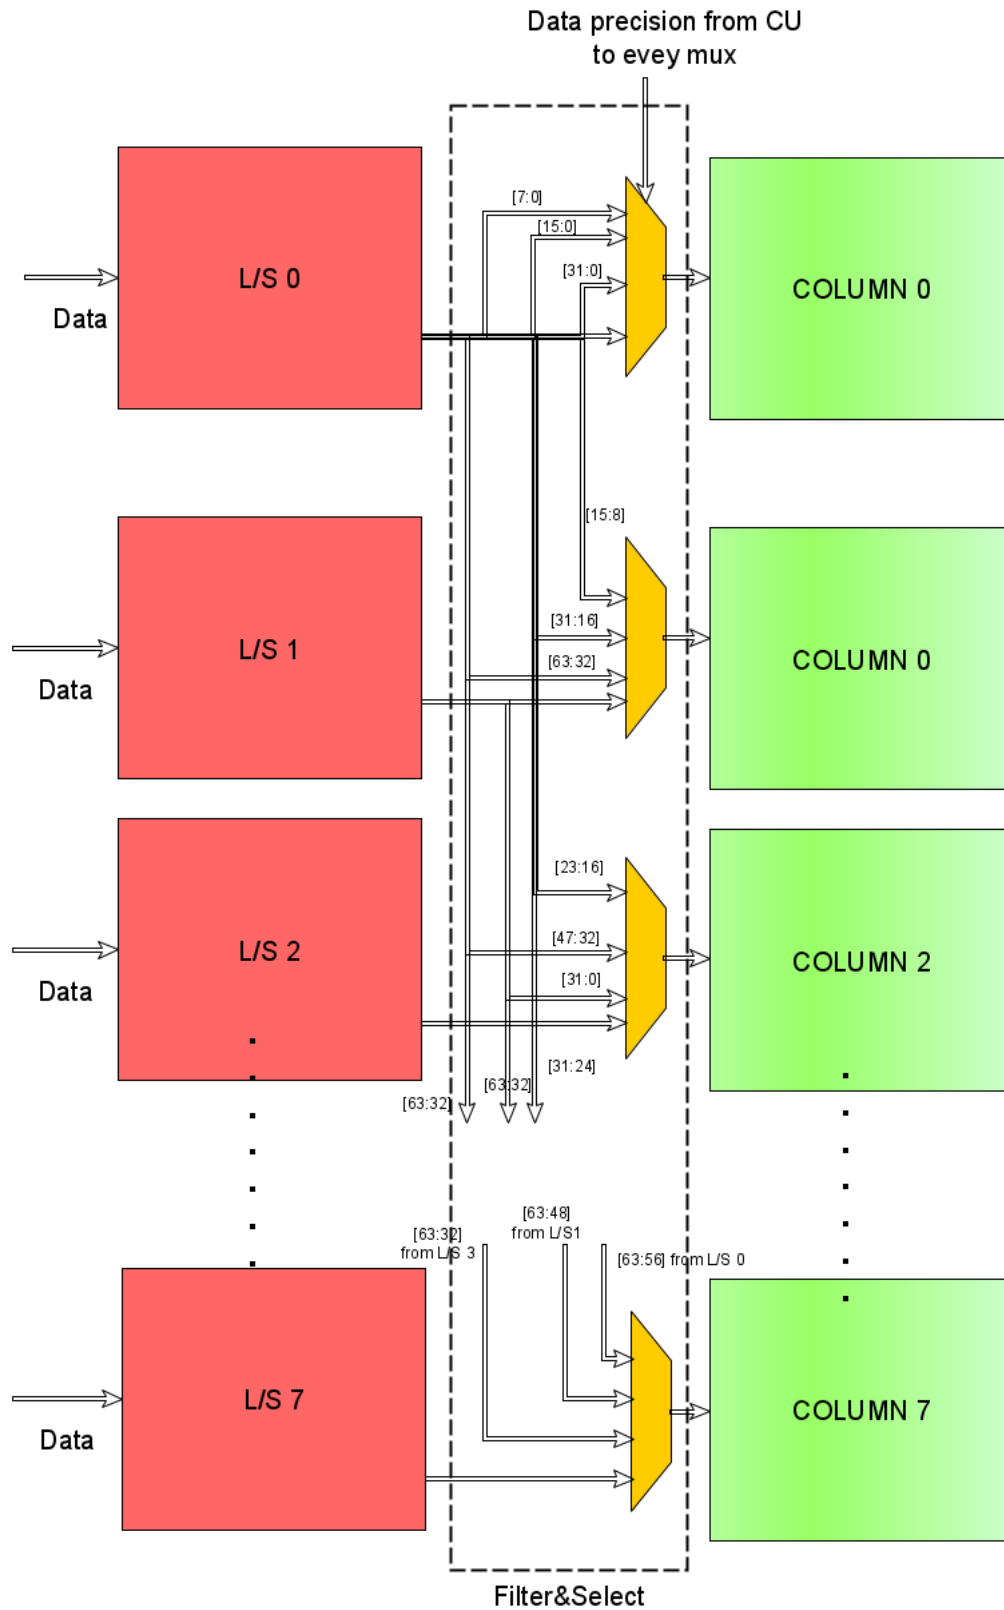 Data precision from CU
to evey mux
[7:0]
[15:0]
L/S 0
[31:0]
COLUMN 0
Data
[15:8]
[31:16]
L/S 1
[63:32]
COLUMN 0
Data
[23:16]
[47:32]
L/S 2
COLUMN 2
[31:0]
Data
[31:24]
[63:32]
[63:32]
[63:48]
from L/S1
[63:32]
from L/S 3
[63:56] from L/S 0
L/S 7
COLUMN 7
Data
Filter&Select